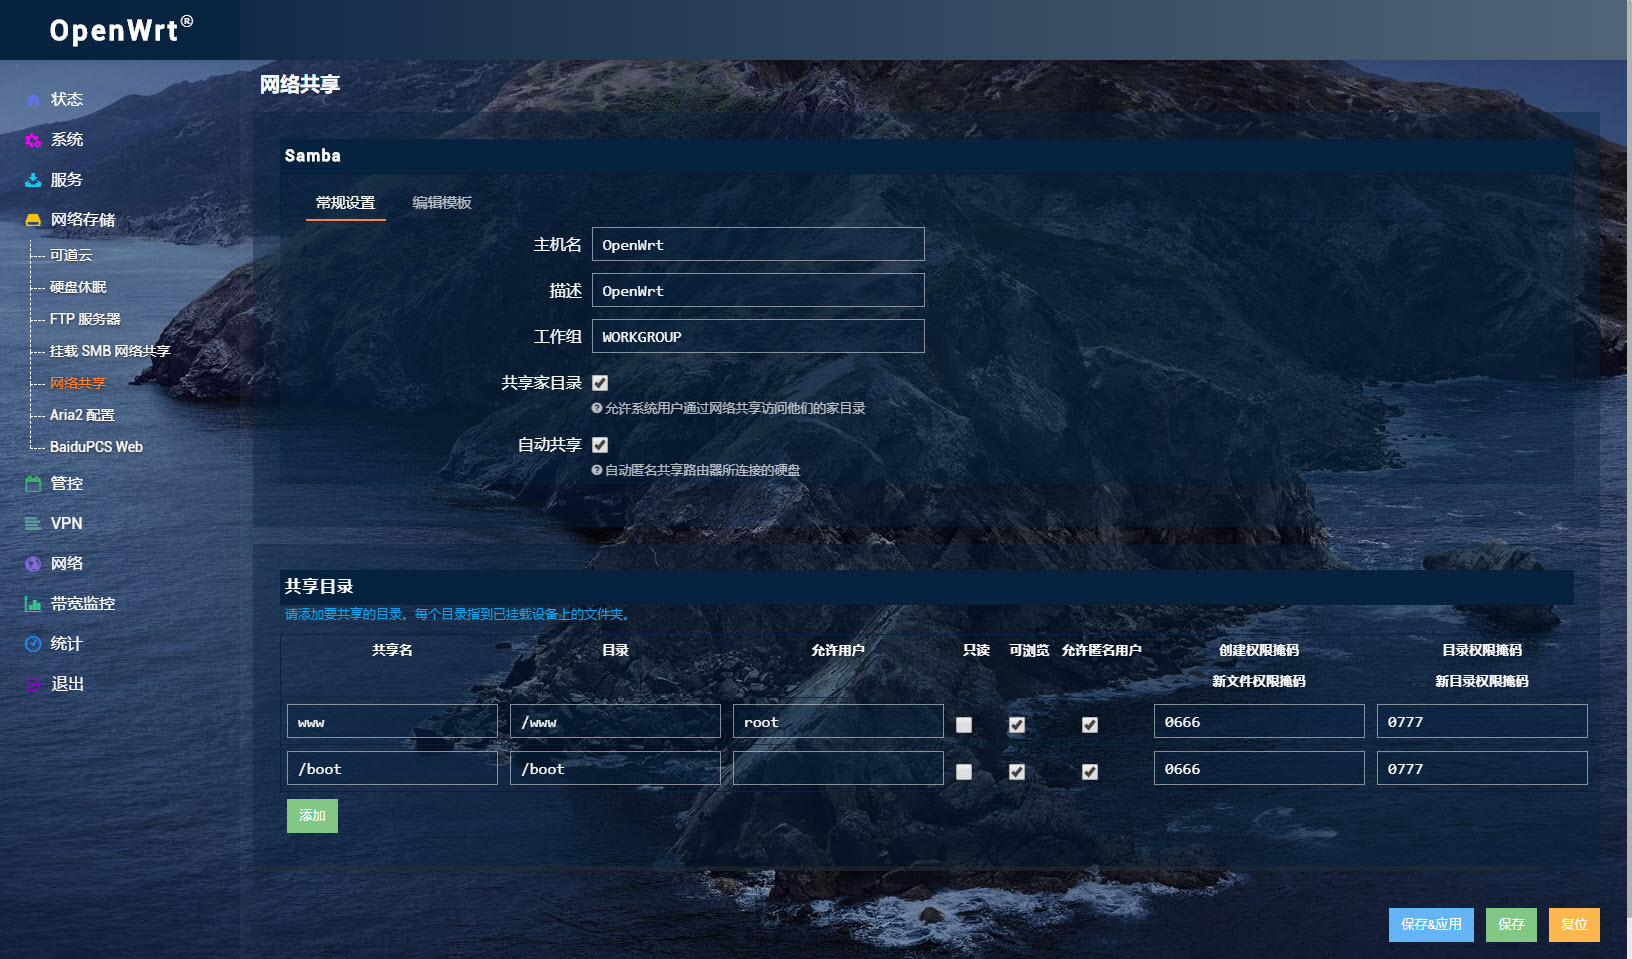 OpenWrt®
状态
系统
服务
网络存储
可道云
硬盘休眠
FTP 服务器
挂载 SMB 网络共享
网络共享
Aria2 配置
BaiduPCS Web
管控
VPN
网络
带宽监控
统计
退出
网络共享
Samba
常规设置 编辑模板
主机名 OpenWrt
描述 OpenWrt
工作组 WORKGROUP
共享家目录
允许系统用户通过网络共享访问他们的家目录
自动共享
自动匿名共享路由器所连接的硬盘
共享目录
请添加要共享的目录。每个目录指到已挂载设备上的文件夹。
共享名 目录 允许用户 只读 可浏览 允许匿名用户 创建权限掩码 目录权限掩码
新文件权限掩码 新目录权限掩码
www /www root 0666 0777
/boot /boot 0666 0777
添加
保存&应用 保存 复位